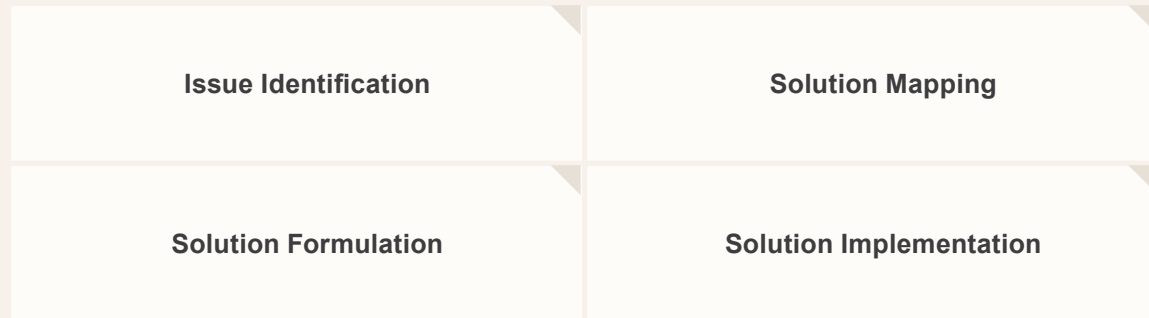 Issue Identification
Solution Mapping
Solution Formulation
Solution Implementation